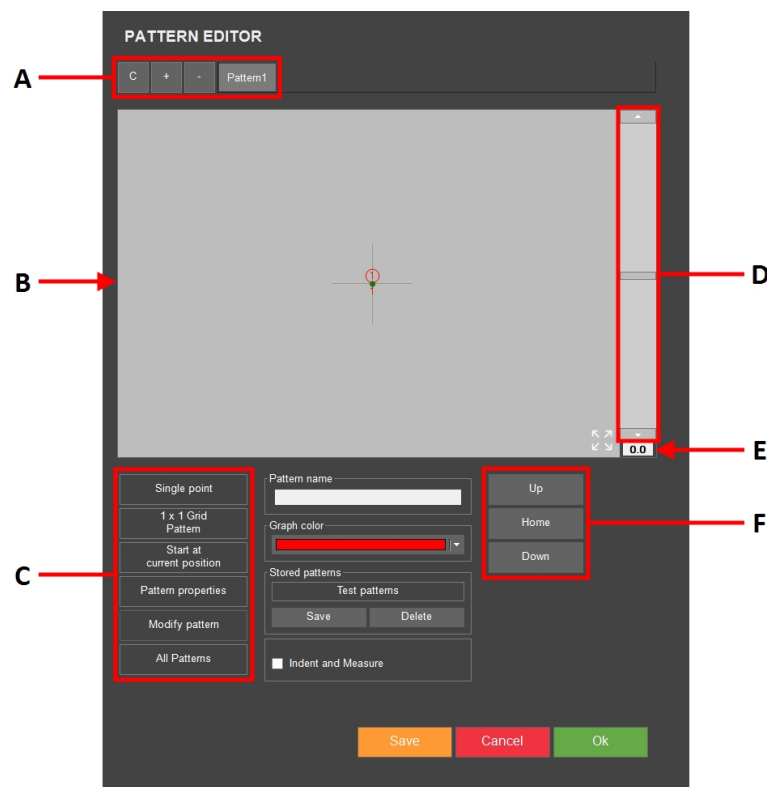 PATTERN EDITOR
A
C + - Pattern1
B
1
D
0.0
E
Single point
1 x 1 Grid
Pattern
Start at
current position
Pattern properties
Modify pattern
All Patterns
C
Pattern name
Graph color
Stored patterns
Test patterns
Save Delete
Indent and Measure
Up
Home
Down
F
Save Cancel Ok